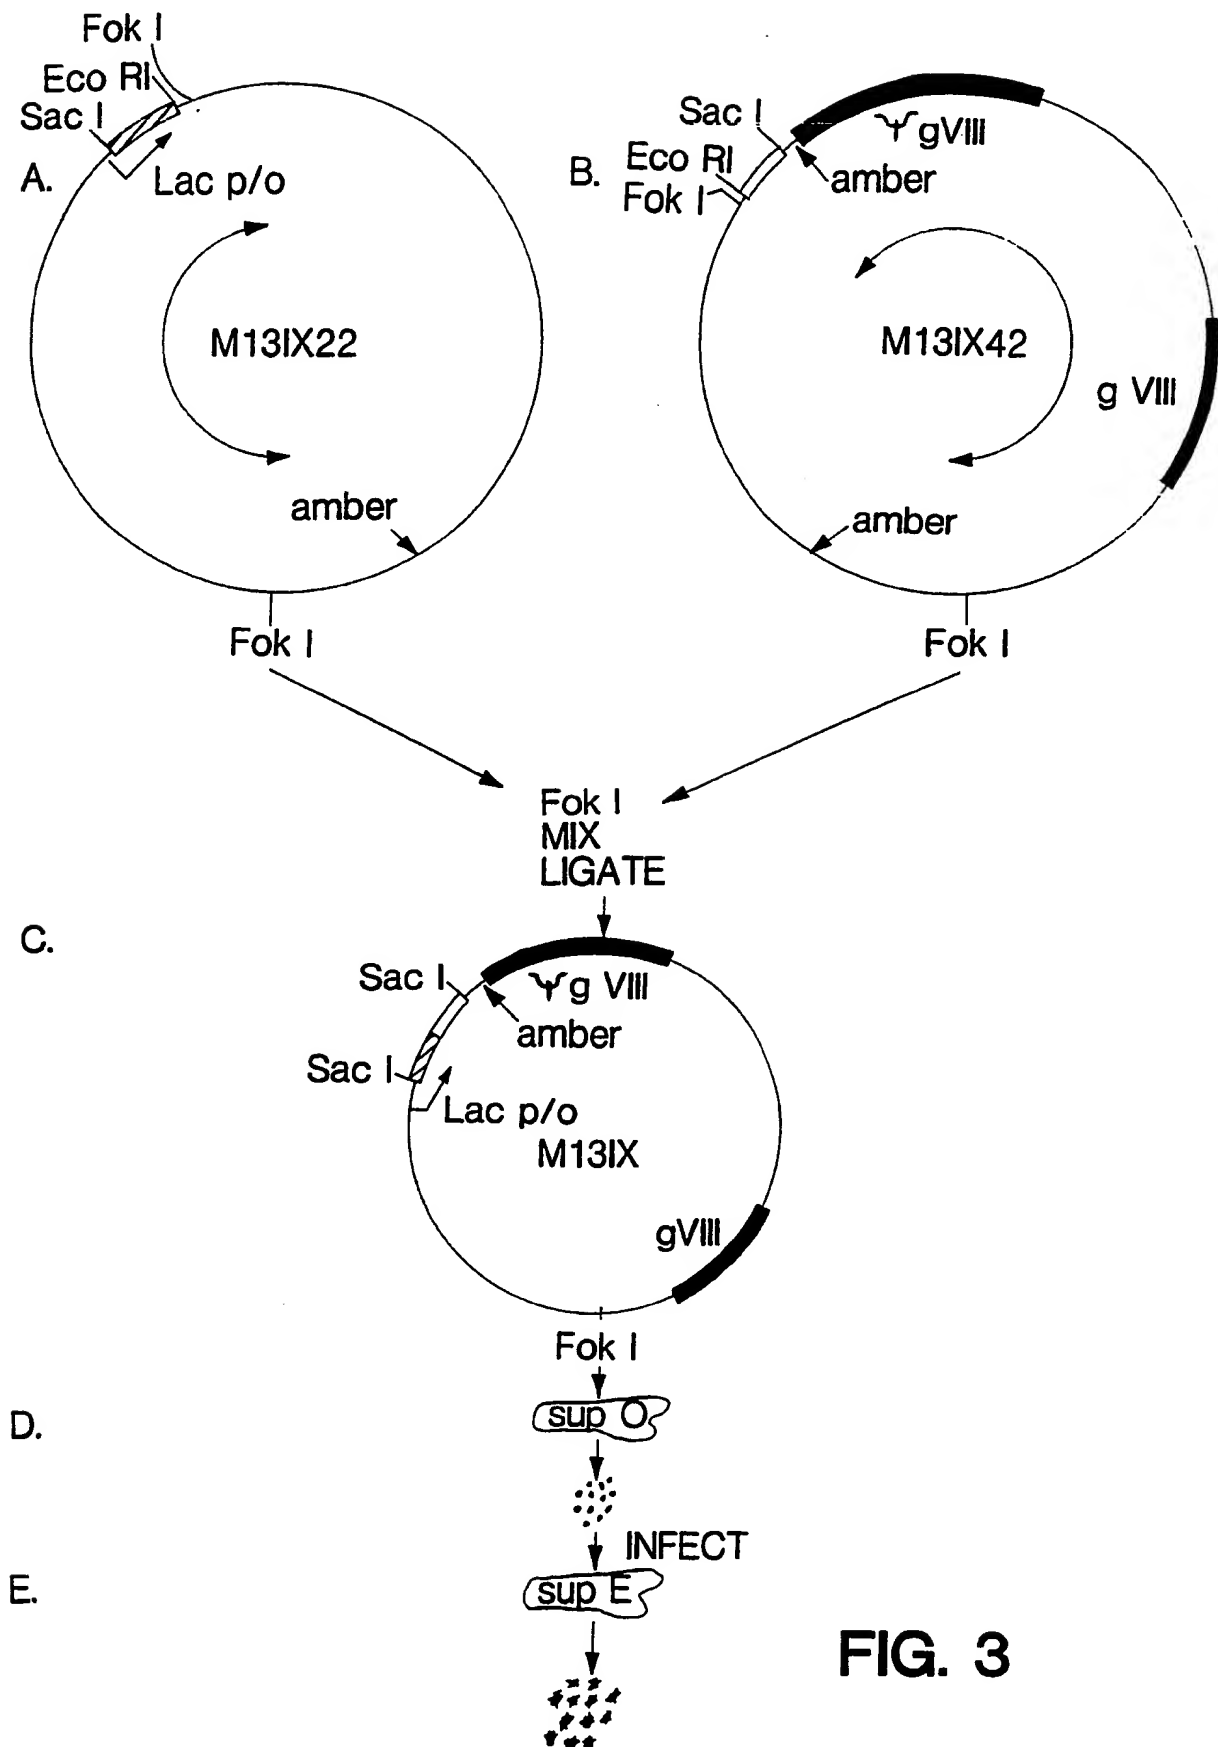 Fok I
Eco RI
Sac I
A.
Lac p/o
M13IX22
amber
Fok I
Sac I
Eco RI
Fok I
B.
gVIII
amber
M13IX42
g VIII
amber
Fok I
Fok I
MIX
LIGATE
C.
Sac I
Ψg VIII
amber
Sac I
Lac p/o
M13IX
gVIII
Fok I
D.
sup O
INFECT
E.
sup E
FIG. 3